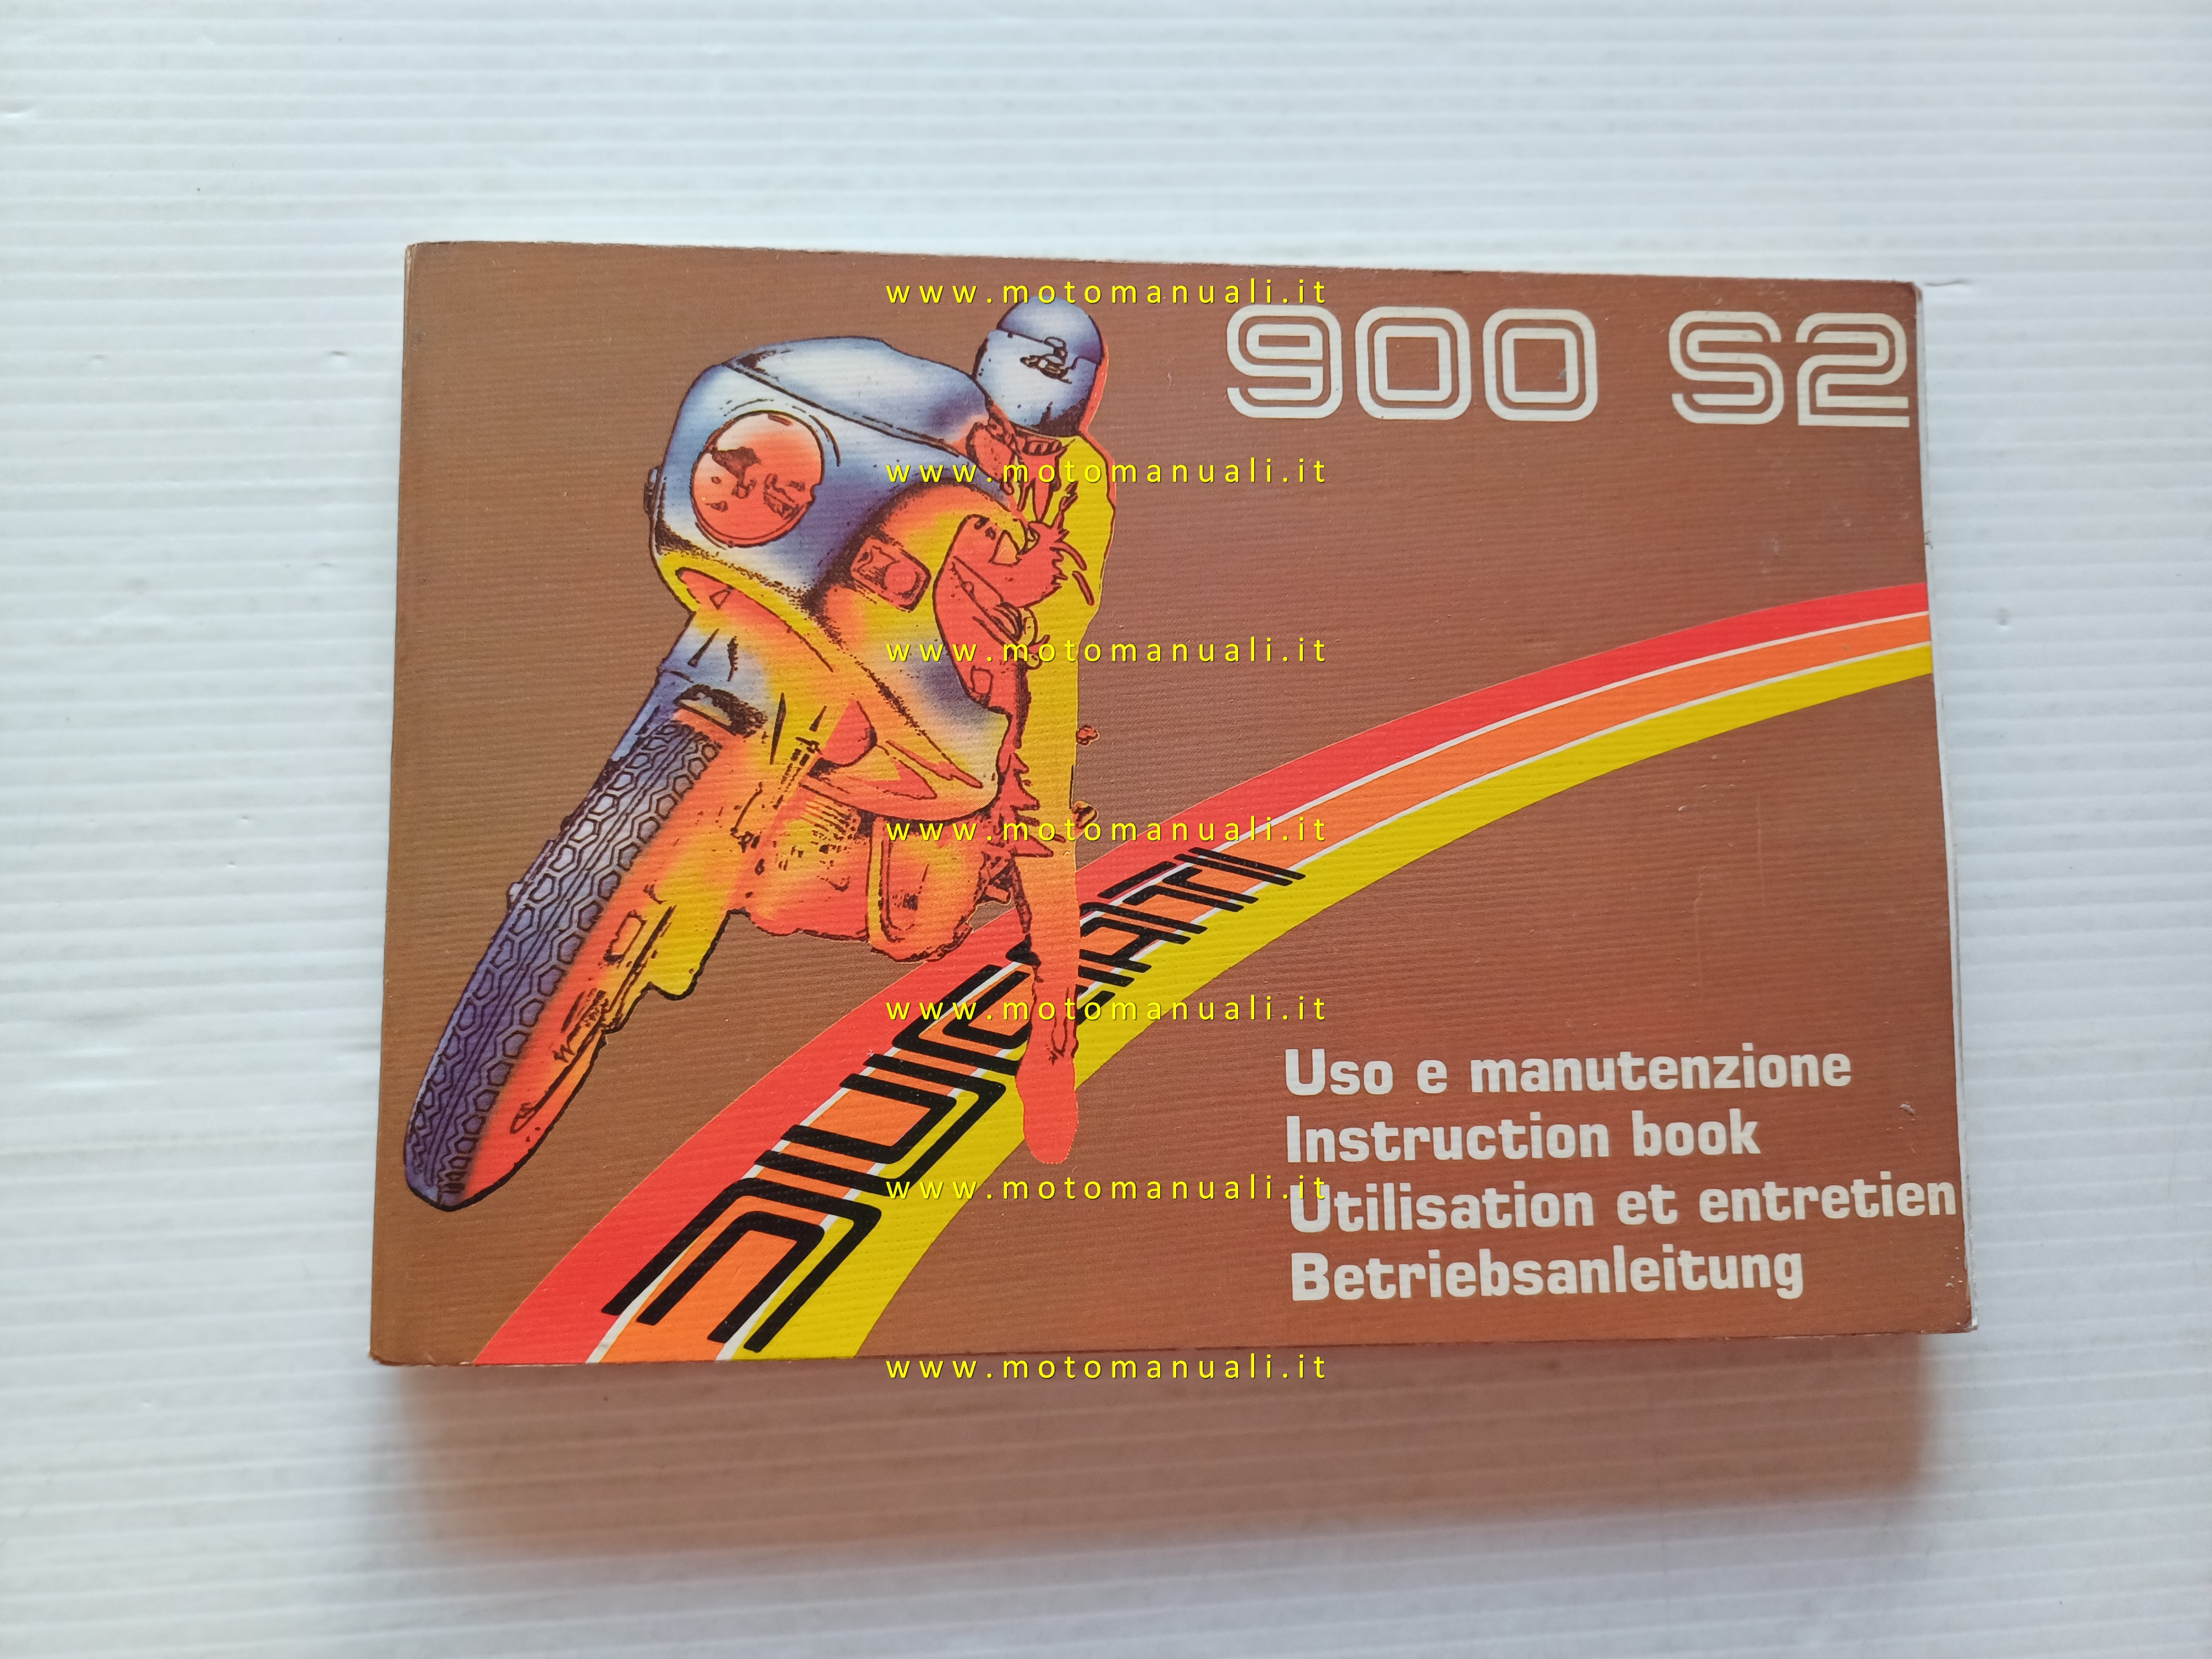 www.motomanuali.it
900 S2
www.motomanuali.it
www.motomanuali.it
www.motomanuali.it
DUCATI
www.motomanuali.it
Uso e manutenzione
Instruction book
www.motomanuali.it
Utilisation et entretien
Betriebsanleitung
www.motomanuali.it